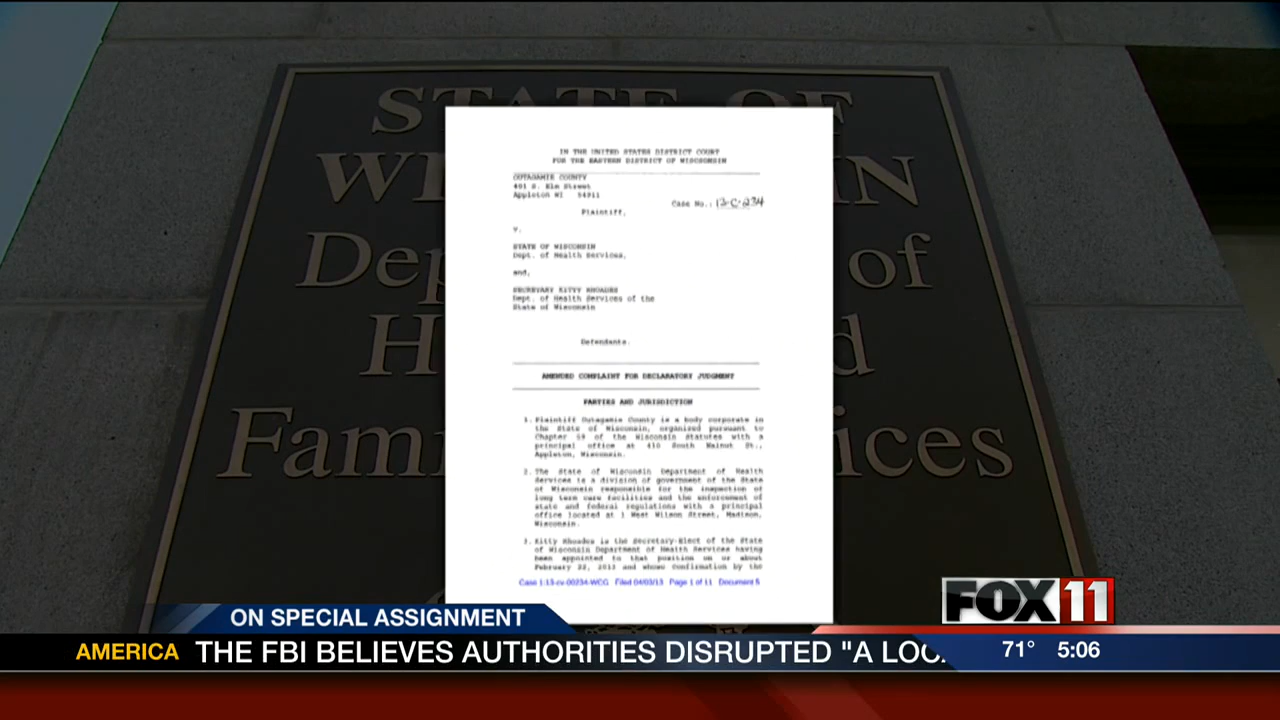 STATE OF
IN THE UNITED STATES DISTRICT COURT
FOR THE EASTERN DISTRICT OF WISCONSIN
OUTAGAMIE COUNTY
401 S. Elm Street
Appleton WI 54911
Plaintiff,
Case No.: 13-C-234
v.
STATE OF WISCONSIN
Dept. of Health Services,
and,
SECRETARY KITTY RHOADES
Dept. of Health Services of the
State of Wisconsin
Defendants.
AMENDED COMPLAINT FOR DECLARATORY JUDGMENT
PARTIES AND JURISDICTION
1. Plaintiff Outagamie County is a body corporate in
the State of Wisconsin, organized pursuant to
Chapter 59 of the Wisconsin Statutes with a
principal office at 410 South Walnut St.,
Appleton, Wisconsin.
2. The State of Wisconsin Department of Health
Services is a division of government of the State
of Wisconsin responsible for the inspection of
long term care facilities and the enforcement of
state and federal regulations with a principal
office located at 1 West Wilson Street, Madison,
Wisconsin.
3. Kitty Rhoades is the Secretary-Elect of the State
of Wisconsin Department of Health Services having
been appointed to that position on or about
February 22, 2013 and whose confirmation by the
Case 1:13-cv-00234-WCG Filed 04/03/13 Page 1 of 11 Document 5
WI IN
Dep of
H d
Fami ices
FOX 11
ON SPECIAL ASSIGNMENT
AMERICA THE FBI BELIEVES AUTHORITIES DISRUPTED "A LOC
71° 5:06